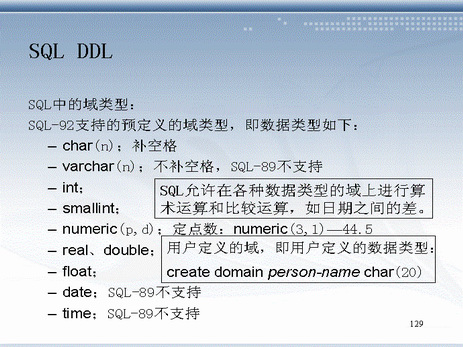 SQL DDL
SQL中的域类型：
SQL-92支持的预定义的域类型，即数据类型如下：
– char(n)；补空格
– varchar(n)；不补空格，SQL-89不支持
– int；
– smallint；
SQL允许在各种数据类型的域上进行算
术运算和比较运算，如日期之间的差。
– numeric(p,d)；定点数：numeric(3,1)—44.5
– real、double；
– float；
用户定义的域，即用户定义的数据类型：
create domain person-name char(20)
– date；SQL-89不支持
– time；SQL-89不支持
129